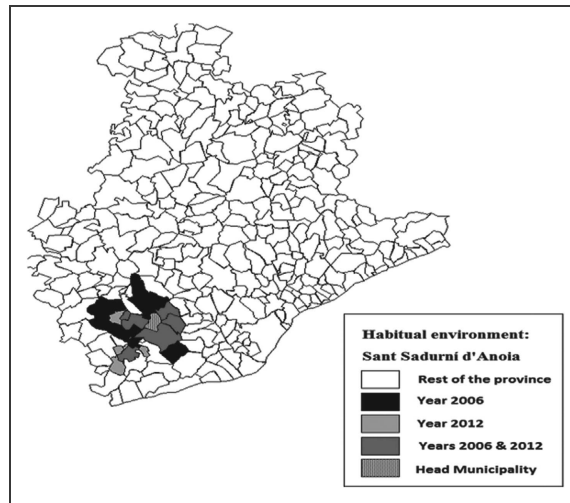 Habitual environment:
Sant Sadurní d'Anoia
Rest of the province
Year 2006
Year 2012
Years 2006 & 2012
Head Municipality